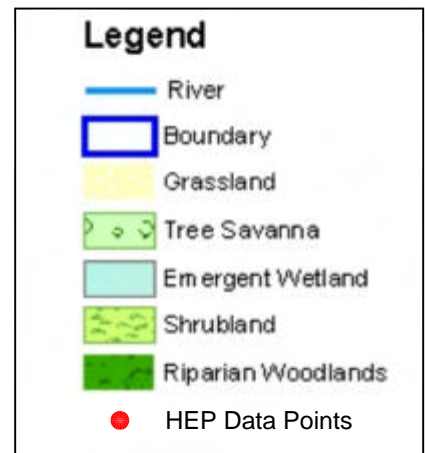 Legend
River
Boundary
Grassland
Tree Savanna
Emergent Wetland
Shrubland
Riparian Woodlands
HEP Data Points